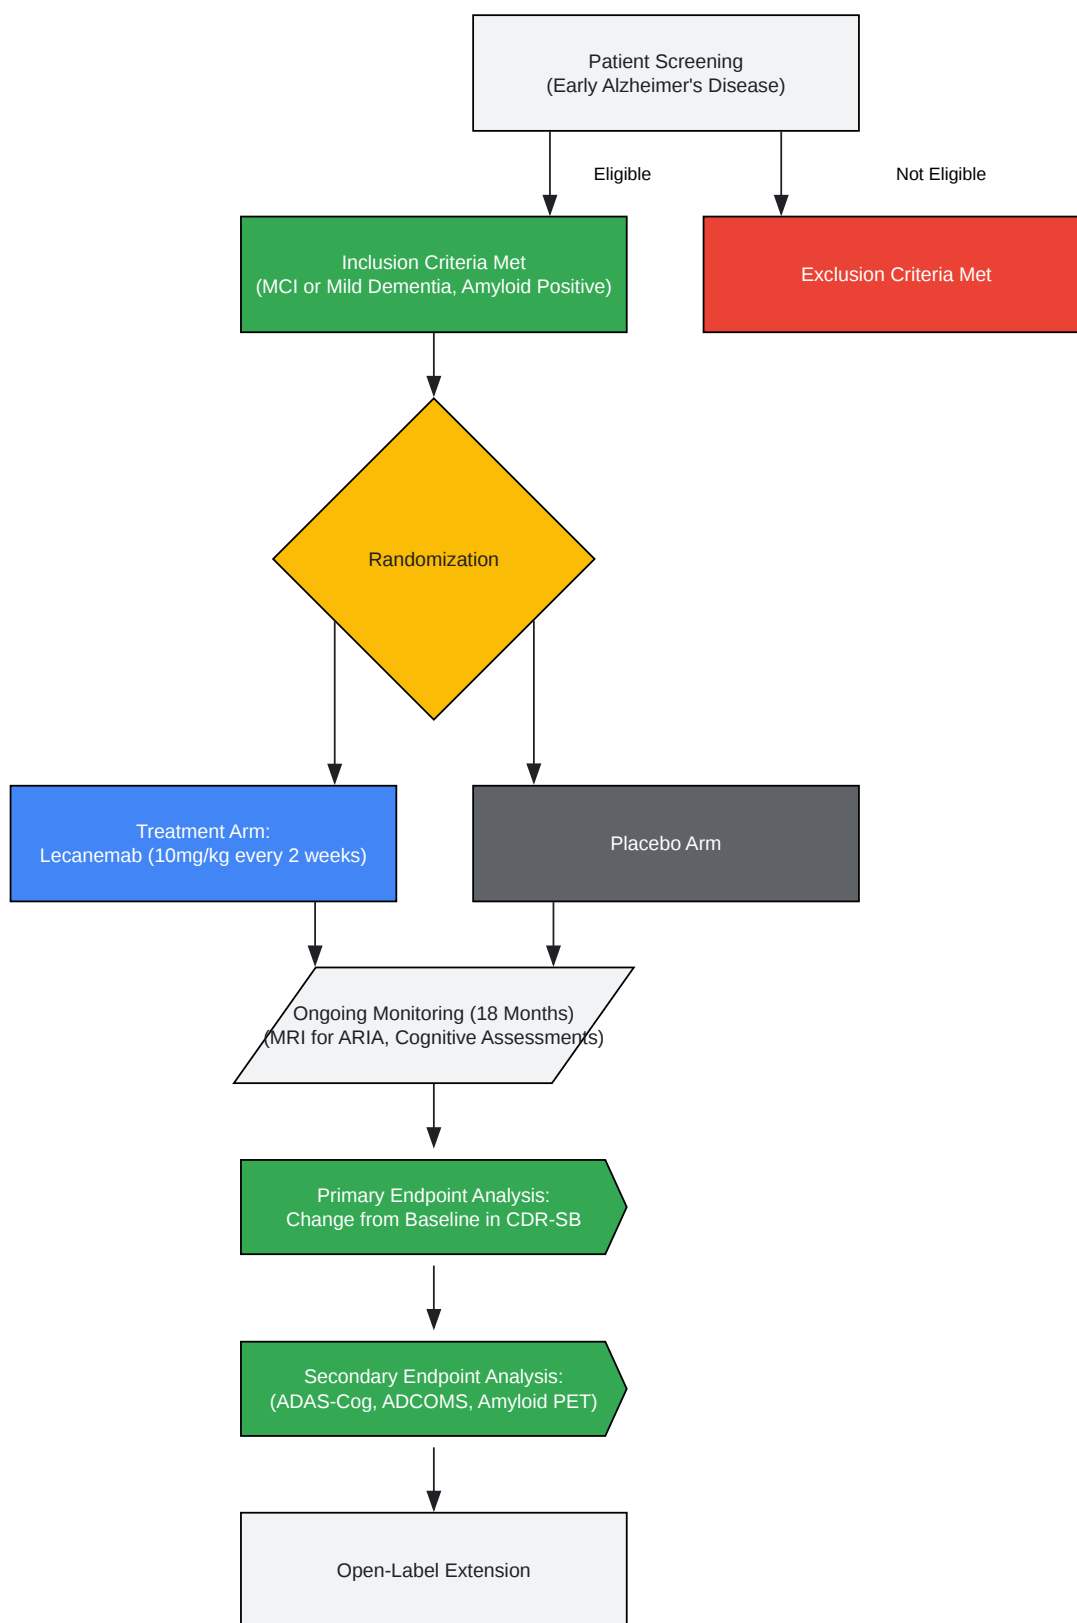 Patient Screening
(Early Alzheimer's Disease)
Eligible
Not Eligible
Inclusion Criteria Met
(MCI or Mild Dementia, Amyloid Positive)
Exclusion Criteria Met
Randomization
Treatment Arm:
Lecanemab (10mg/kg every 2 weeks)
Placebo Arm
Ongoing Monitoring (18 Months)
(MRI for ARIA, Cognitive Assessments)
Primary Endpoint Analysis:
Change from Baseline in CDR-SB
Secondary Endpoint Analysis:
(ADAS-Cog, ADCOMS, Amyloid PET)
Open-Label Extension